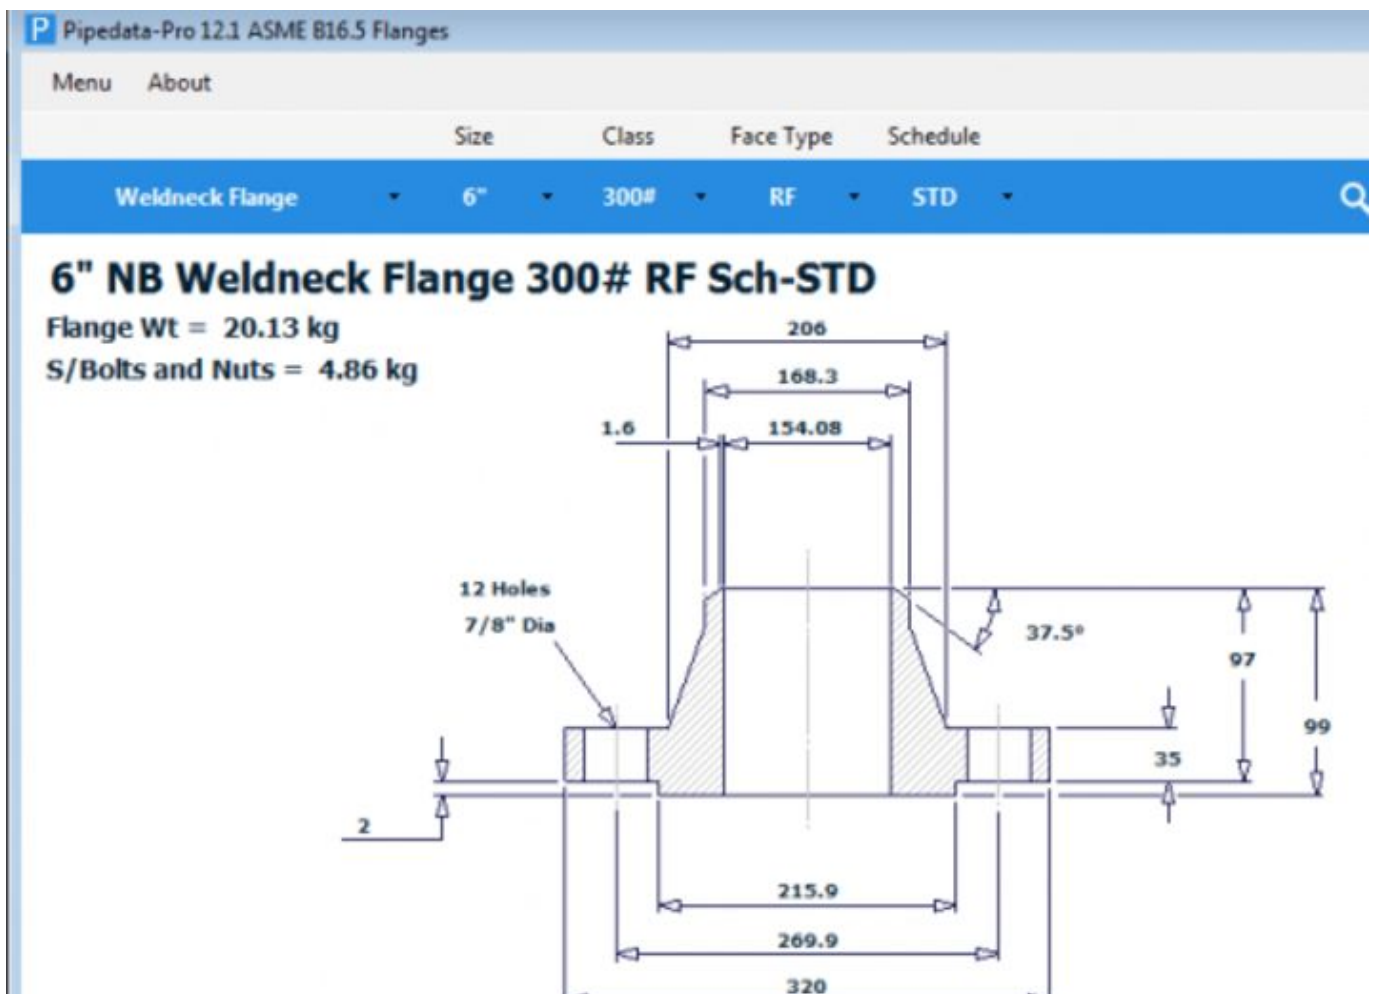 P Pipedata-Pro 12.1 ASME B16.5 Flanges
Menu About
Size Class Face Type Schedule
Weldneck Flange 6" 300# RF STD
6" NB Weldneck Flange 300# RF Sch-STD
Flange Wt = 20.13 kg
S/Bolts and Nuts = 4.86 kg
206
168.3
1.6 154.08
12 Holes
7/8" Dia
37.5º
97
99
35
2
215.9
269.9
320